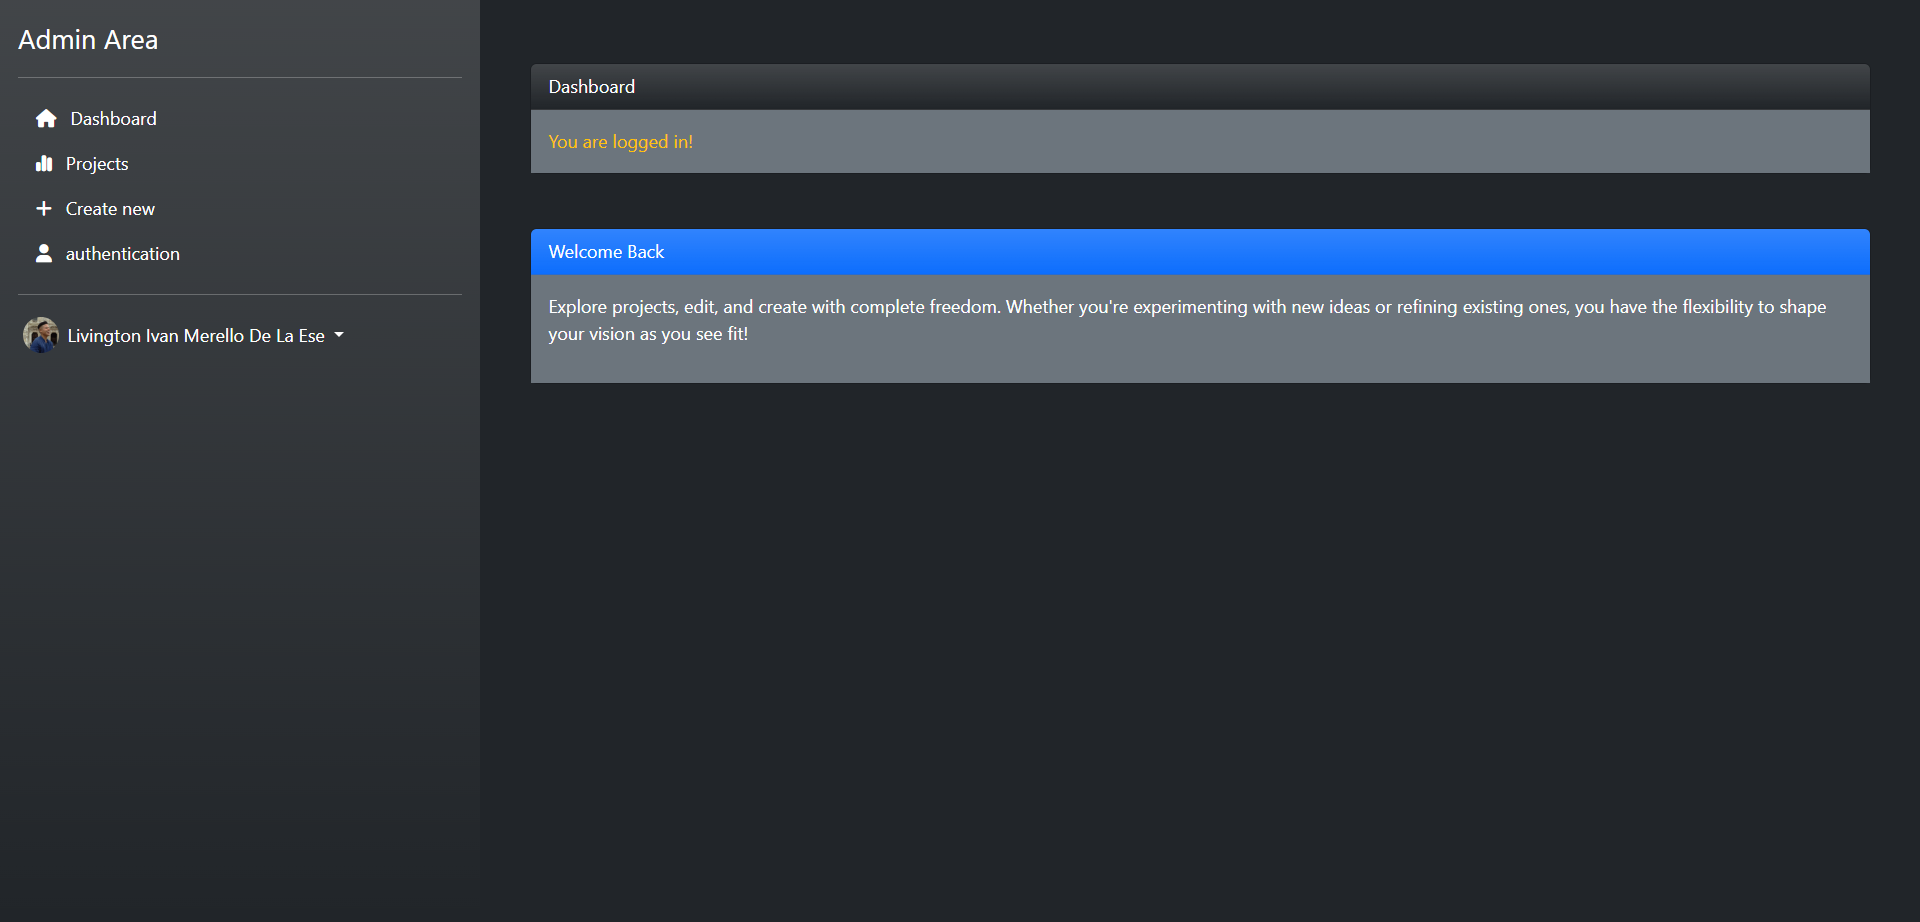 Admin Area
Dashboard
Projects
Create new
authentication
Livington Ivan Merello De La Ese
Dashboard
You are logged in!
Welcome Back
Explore projects, edit, and create with complete freedom. Whether you're experimenting with new ideas or refining existing ones, you have the flexibility to shape
your vision as you see fit!